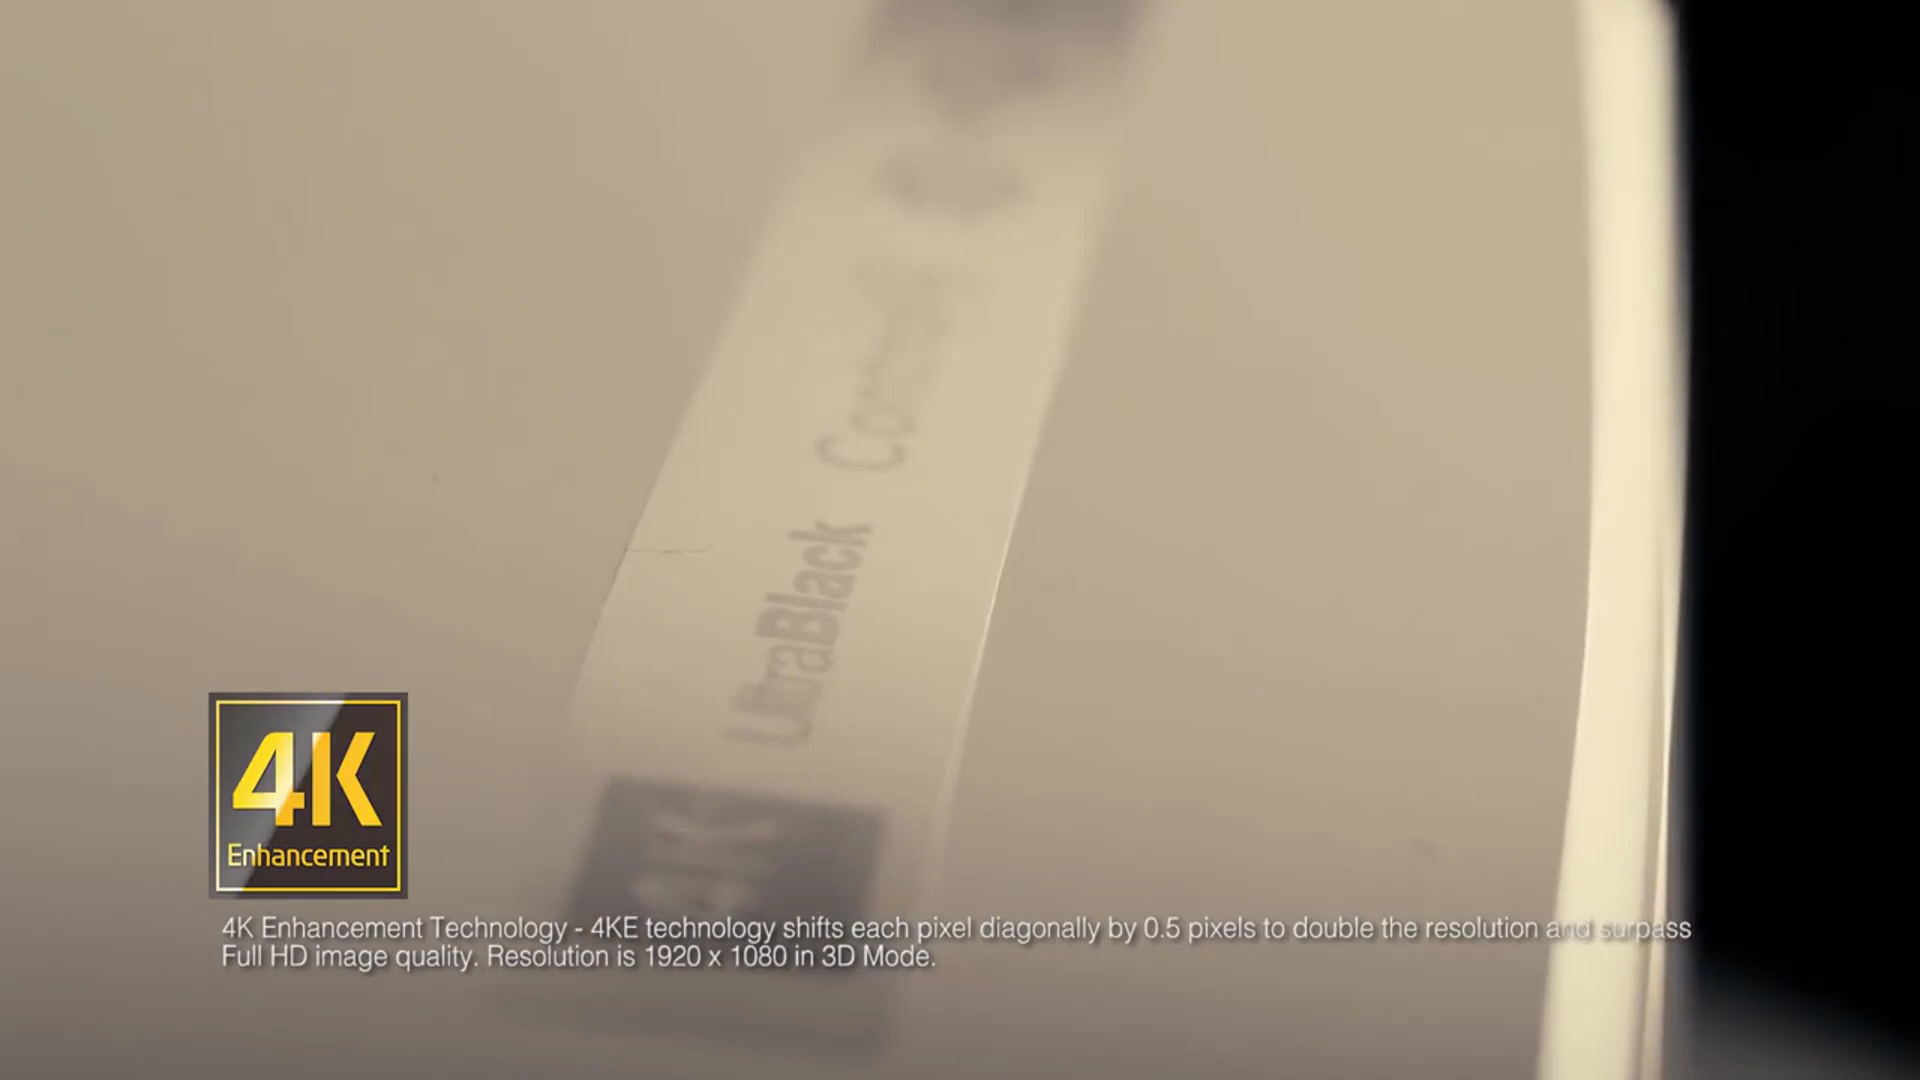 UltraBlack
4K
4K
Enhancement
4K Enhancement Technology - 4KE technology shifts each pixel diagonally by 0.5 pixels to double the resolution and surpass
Full HD image quality. Resolution is 1920 x 1080 in 3D Mode.